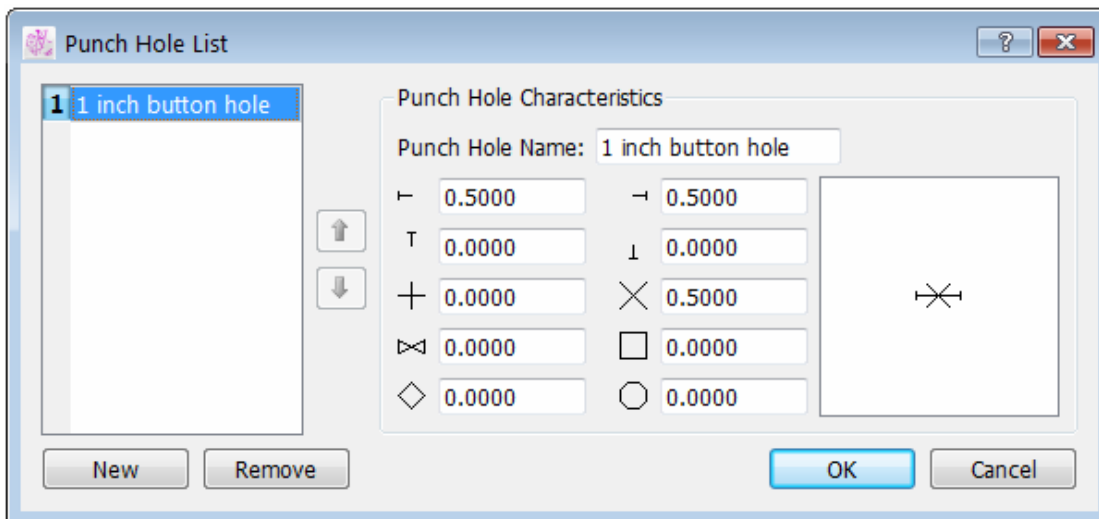 Punch Hole List
?
1 1 inch button hole
Punch Hole Characteristics
Punch Hole Name: 1 inch button hole
0.5000 0.5000
0.0000 0.0000
0.0000 0.5000
0.0000 0.0000
0.0000 0.0000
New Remove OK Cancel